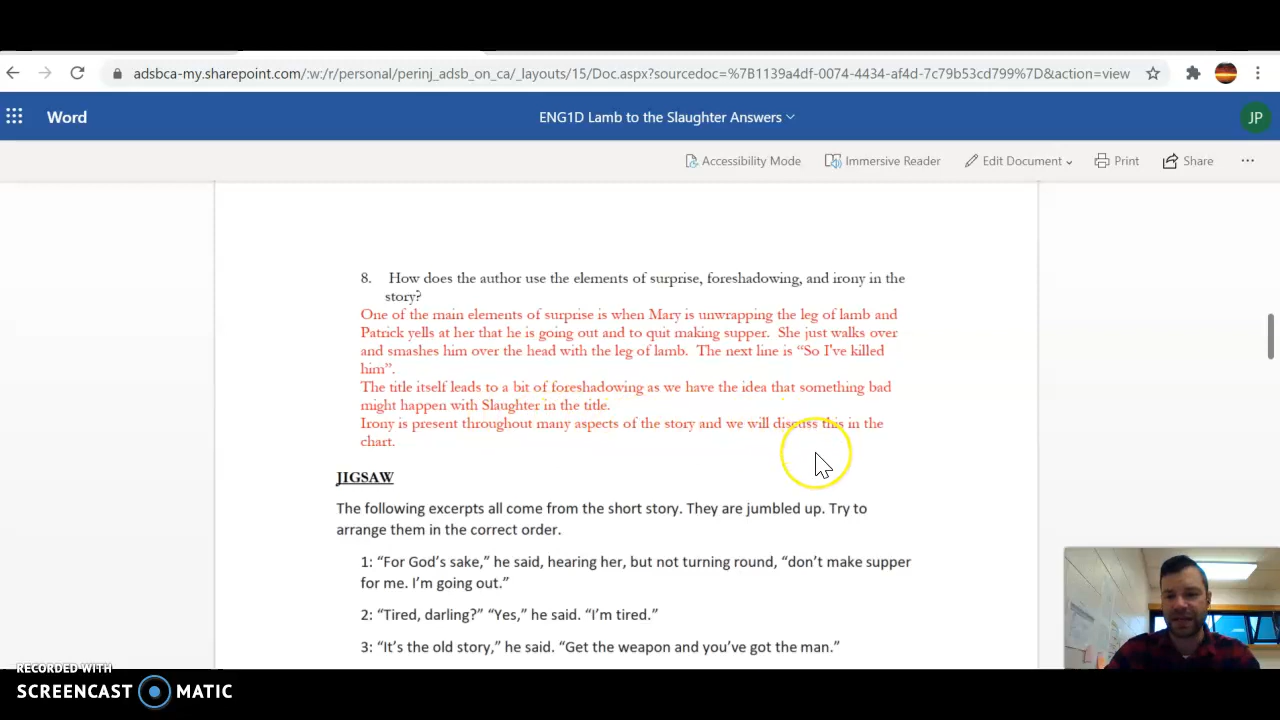 adsbca-my.sharepoint.com/:w:/r/personal/perinj_adsb_on_ca/_layouts/15/Doc.aspx?sourcedoc=%7B1139a4df-0074-4434-af4d-7c79b53cd799%7D&action=view
Word
ENG1D Lamb to the Slaughter Answers
JP
Accessibility Mode
Immersive Reader
Edit Document
Print
Share
8. How does the author use the elements of surprise, foreshadowing, and irony in the
story?
One of the main elements of surprise is when Mary is unwrapping the leg of lamb and
Patrick yells at her that he is going out and to quit making supper. She just walks over
and smashes him over the head with the leg of lamb. The next line is “So I've killed
him”.
The title itself leads to a bit of foreshadowing as we have the idea that something bad
might happen with Slaughter in the title.
Irony is present throughout many aspects of the story and we will discuss this in the
chart.
JIGSAW
The following excerpts all come from the short story. They are jumbled up. Try to
arrange them in the correct order.
1: “For God’s sake,” he said, hearing her, but not turning round, “don’t make supper
for me. I’m going out.”
2: “Tired, darling?” “Yes,” he said. “I’m tired.”
3: “It’s the old story,” he said. “Get the weapon and you’ve got the man.”
RECORDED WITH
SCREENCAST MATIC